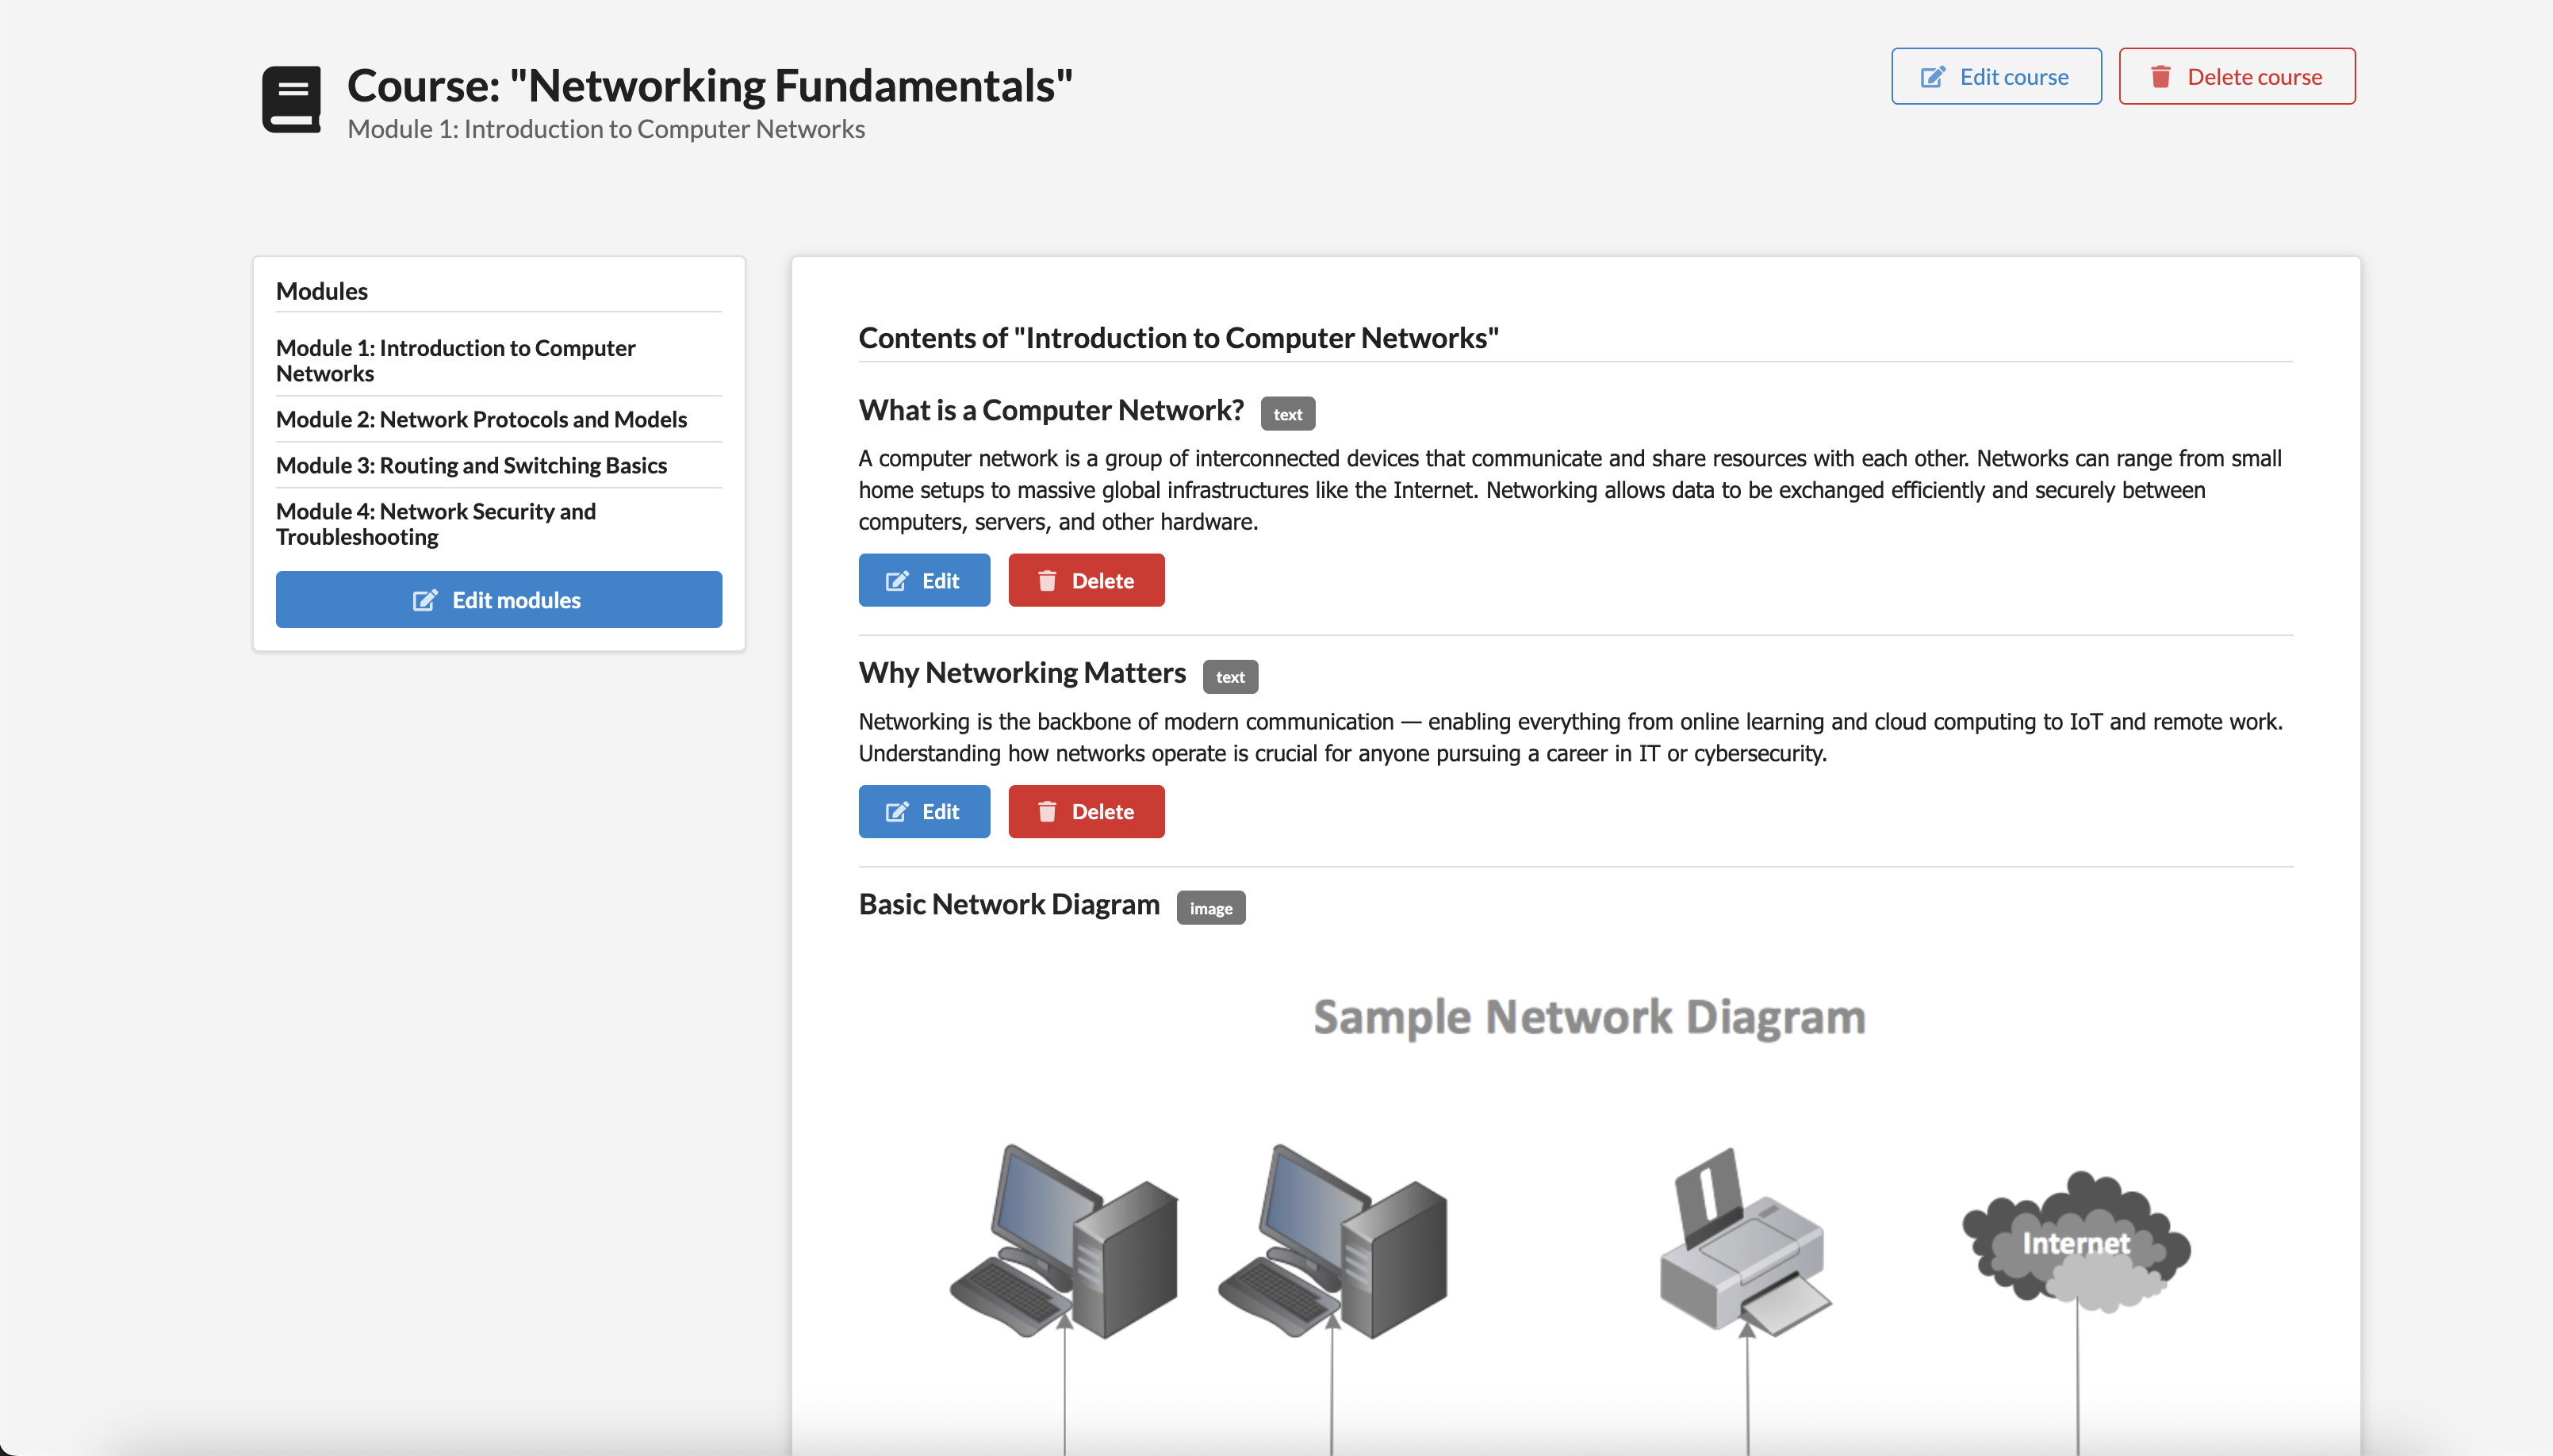 Course: "Networking Fundamentals"
Module 1: Introduction to Computer Networks
Edit course
Delete course
Modules
Module 1: Introduction to Computer
Networks
Module 2: Network Protocols and Models
Module 3: Routing and Switching Basics
Module 4: Network Security and
Troubleshooting
Edit modules
Contents of "Introduction to Computer Networks"
What is a Computer Network? text
A computer network is a group of interconnected devices that communicate and share resources with each other. Networks can range from small
home setups to massive global infrastructures like the Internet. Networking allows data to be exchanged efficiently and securely between
computers, servers, and other hardware.
Edit Delete
Why Networking Matters text
Networking is the backbone of modern communication — enabling everything from online learning and cloud computing to IoT and remote work.
Understanding how networks operate is crucial for anyone pursuing a career in IT or cybersecurity.
Edit Delete
Basic Network Diagram image
Sample Network Diagram
Internet